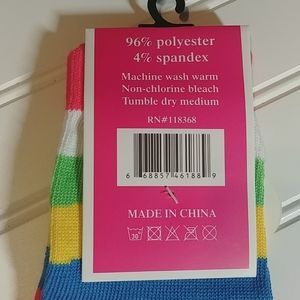 96% polyester
4% spandex
Machine wash warm
Non-chlorine bleach
Tumble dry medium
RN#118368
6 68857 46188 9
MADE IN CHINA
30